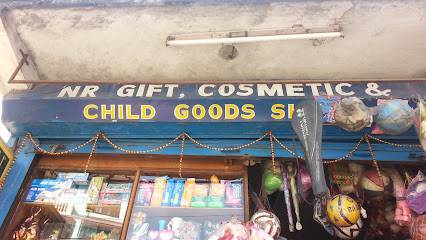 NR GIFT, COSMETIC &
CHILD GOODS SH